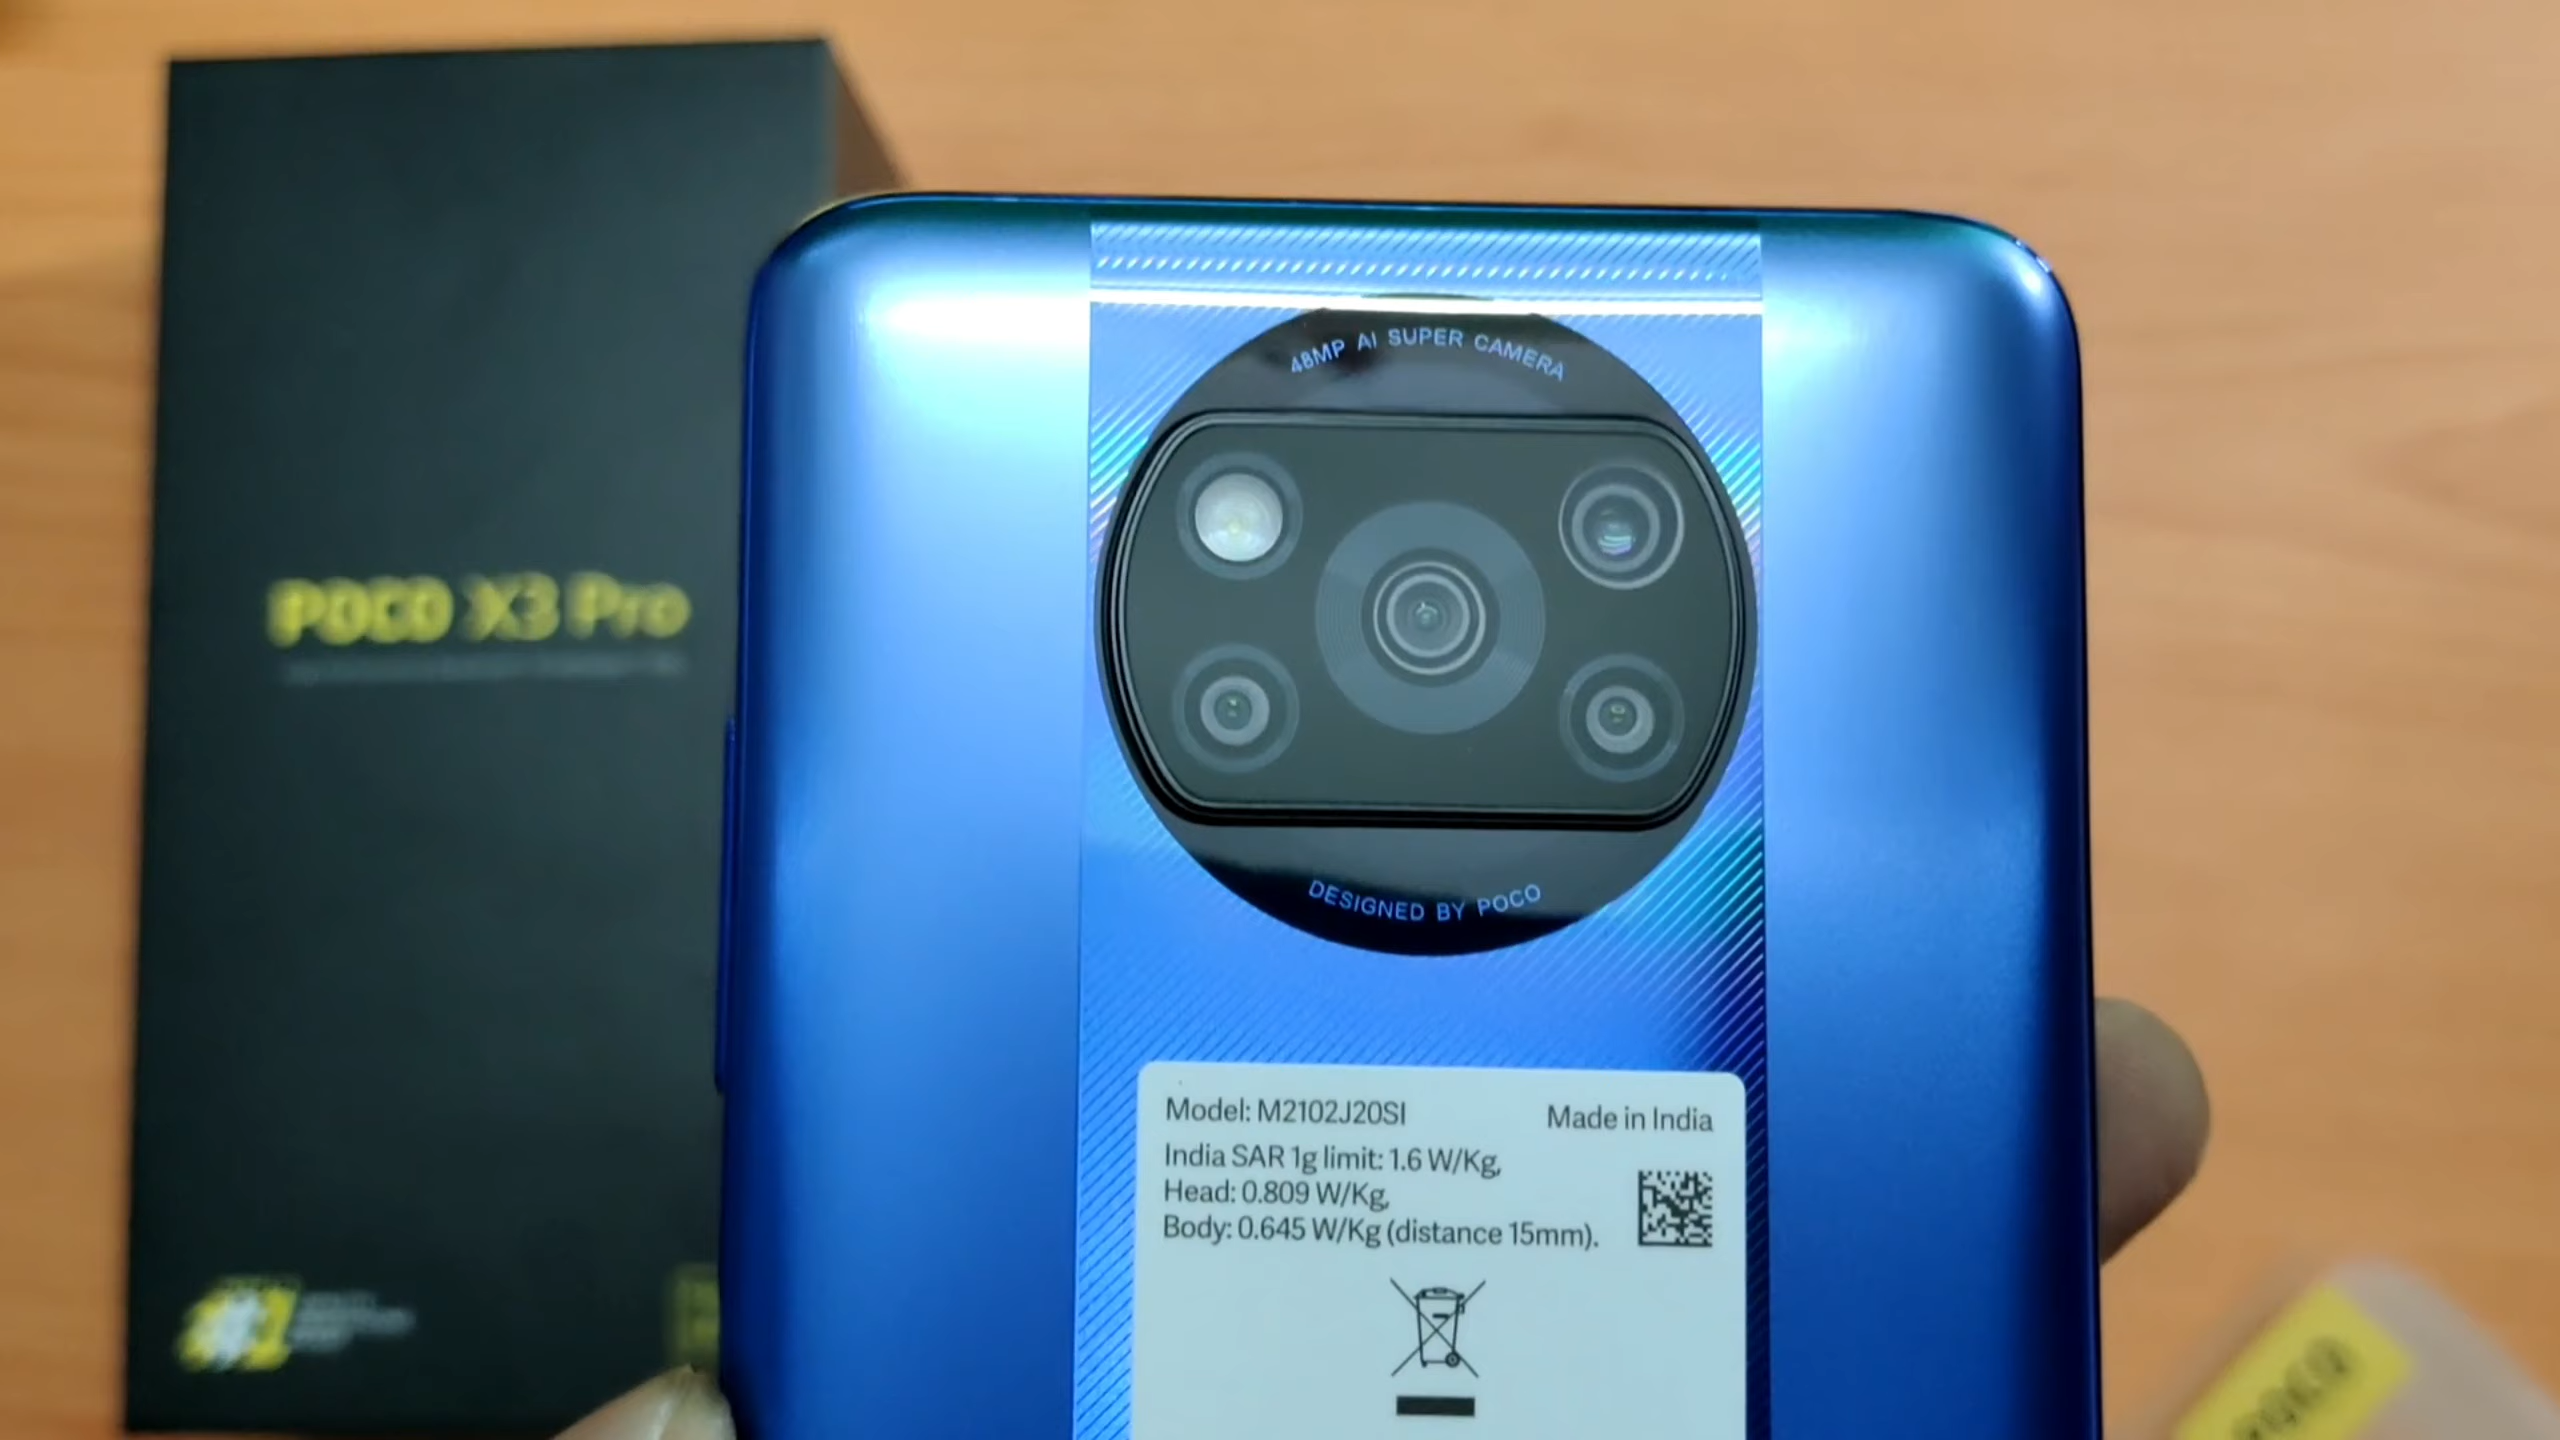 POCO X3 Pro
48MP AI SUPER CAMERA
DESIGNED BY POCO
Model: M2102J20SI
Made in India
India SAR 1g limit: 1.6 W/Kg,
Head: 0.809 W/Kg,
Body: 0.645 W/Kg (distance 15mm).
#1